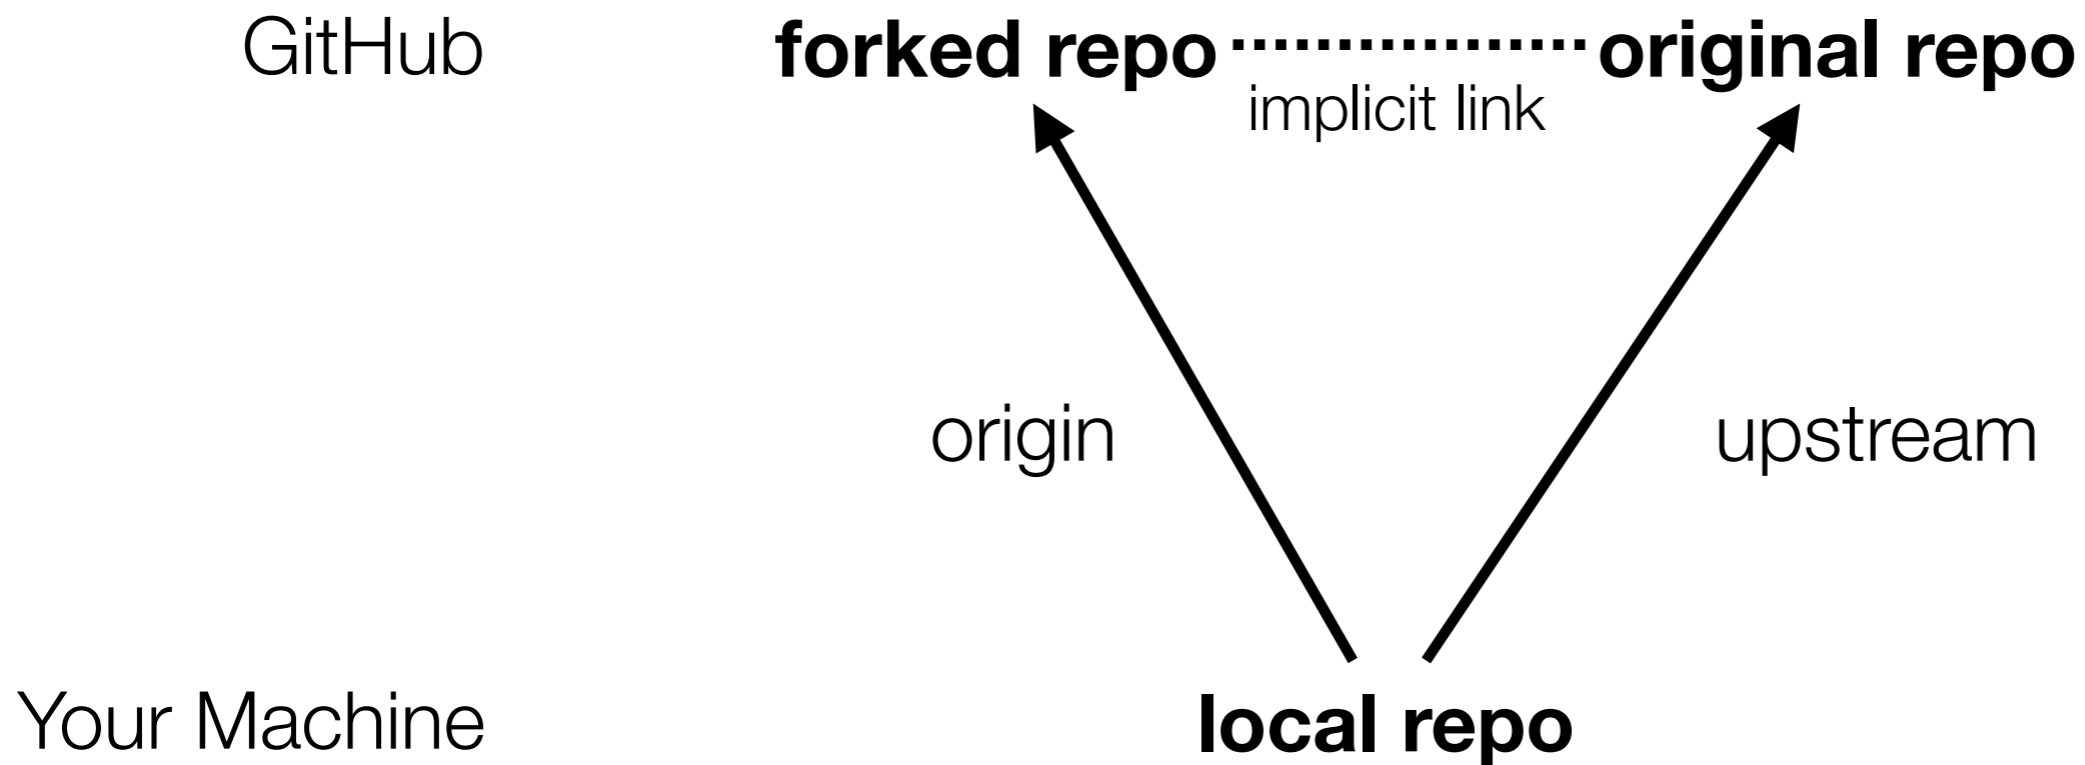 GitHub forked repo original repo
implicit link
origin upstream
Your Machine local repo